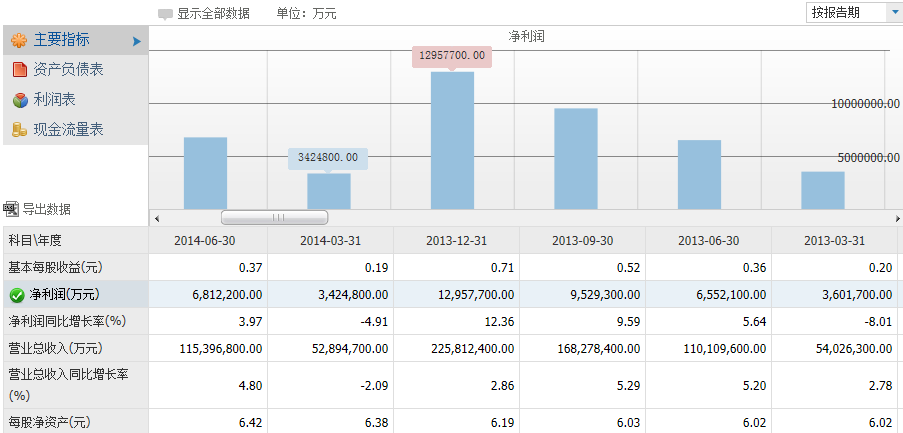 显示全部数据 单位：万元 按报告期
主要指标
资产负债表
利润表
现金流量表
导出数据
净利润
12957700.00
3424800.00
10000000.00
5000000.00
科目\年度 2014-06-30 2014-03-31 2013-12-31 2013-09-30 2013-06-30 2013-03-31
基本每股收益(元) 0.37 0.19 0.71 0.52 0.36 0.20
净利润(万元) 6,812,200.00 3,424,800.00 12,957,700.00 9,529,300.00 6,552,100.00 3,601,700.00
净利润同比增长率(%) 3.97 -4.91 12.36 9.59 5.64 -8.01
营业总收入(万元) 115,396,800.00 52,894,700.00 225,812,400.00 168,278,400.00 110,109,600.00 54,026,300.00
营业总收入同比增长率
(%) 4.80 -2.09 2.86 5.29 5.20 2.78
每股净资产(元) 6.42 6.38 6.19 6.03 6.02 6.02